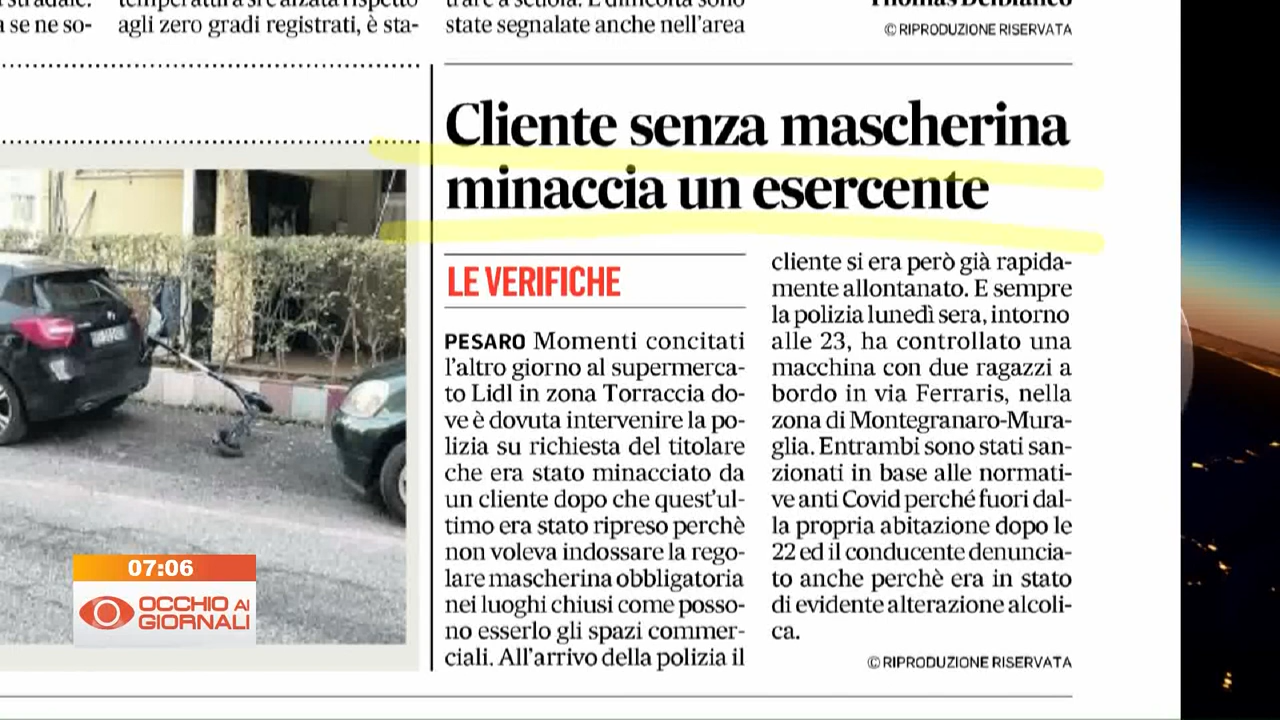 a se ne so-
agli zero gradi registrati, è sta-
state segnalate anche nell'area
Thomas Delbianco
© RIPRODUZIONE RISERVATA
Cliente senza mascherina
minaccia un esercente
LE VERIFICHE
PESARO Momenti concitati
l'altro giorno al supermerca-
to Lidl in zona Torraccia do-
ve è dovuta intervenire la po-
lizia su richiesta del titolare
che era stato minacciato da
un cliente dopo che quest'ul-
timo era stato ripreso perchè
non voleva indossare la rego-
lare mascherina obbligatoria
nei luoghi chiusi come posso-
no esserlo gli spazi commer-
ciali. All'arrivo della polizia il
cliente si era però già rapida-
mente allontanato. E sempre
la polizia lunedì sera, intorno
alle 23, ha controllato una
macchina con due ragazzi a
bordo in via Ferraris, nella
zona di Montegranaro-Mura-
glia. Entrambi sono stati san-
zionati in base alle normati-
ve anti Covid perché fuori dal-
la propria abitazione dopo le
22 ed il conducente denuncia-
to anche perchè era in stato
di evidente alterazione alcoli-
ca.
© RIPRODUZIONE RISERVATA
07:06
OCCHIO AI
GIORNALI